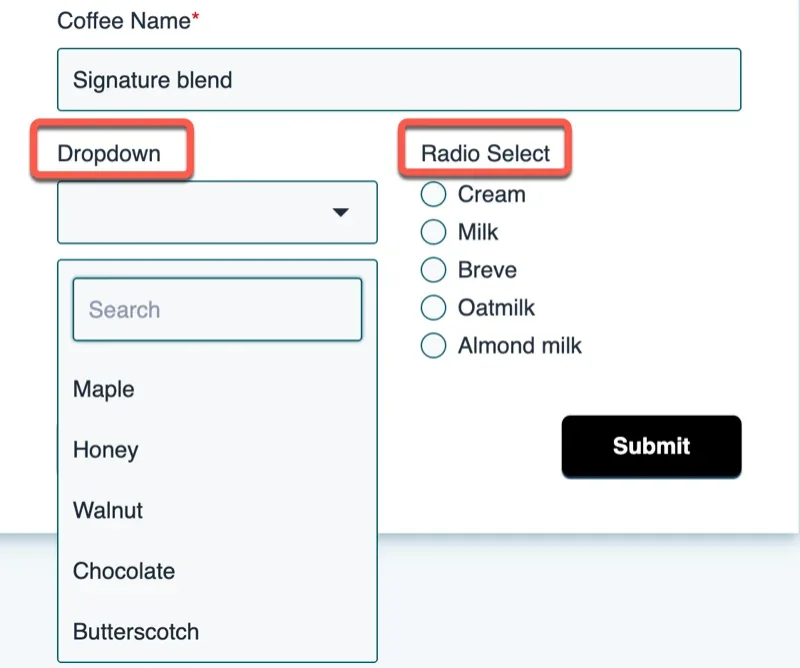 Coffee Name*
Signature blend
Dropdown
Search
Maple
Honey
Walnut
Chocolate
Butterscotch
Radio Select
Cream
Milk
Breve
Oatmilk
Almond milk
Submit